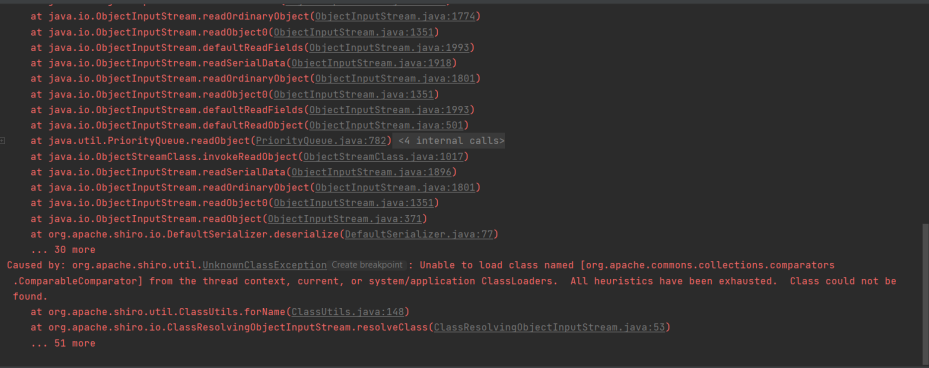 at java.io.ObjectInputStream.readOrdinaryObject(ObjectInputStream.java:1774)
at java.io.ObjectInputStream.readObject0(ObjectInputStream.java:1351)
at java.io.ObjectInputStream.defaultReadFields(ObjectInputStream.java:1993)
at java.io.ObjectInputStream.readSerialData(ObjectInputStream.java:1918)
at java.io.ObjectInputStream.readOrdinaryObject(ObjectInputStream.java:1801)
at java.io.ObjectInputStream.readObject0(ObjectInputStream.java:1351)
at java.io.ObjectInputStream.defaultReadFields(ObjectInputStream.java:1993)
at java.io.ObjectInputStream.defaultReadObject(ObjectInputStream.java:501)
at java.util.PriorityQueue.readObject(PriorityQueue.java:782) <4 internal calls>
at java.io.ObjectStreamClass.invokeReadObject(ObjectStreamClass.java:1017)
at java.io.ObjectInputStream.readSerialData(ObjectInputStream.java:1896)
at java.io.ObjectInputStream.readOrdinaryObject(ObjectInputStream.java:1801)
at java.io.ObjectInputStream.readObject0(ObjectInputStream.java:1351)
at java.io.ObjectInputStream.readObject(ObjectInputStream.java:371)
at org.apache.shiro.io.DefaultSerializer.deserialize(DefaultSerializer.java:77)
... 30 more
Caused by: org.apache.shiro.util.UnknownClassException Create breakpoint : Unable to load class named [org.apache.commons.collections.comparators
.ComparableComparator] from the thread context, current, or system/application ClassLoaders.  All heuristics have been exhausted.  Class could not be
found.
at org.apache.shiro.util.ClassUtils.forName(ClassUtils.java:148)
at org.apache.shiro.io.ClassResolvingObjectInputStream.resolveClass(ClassResolvingObjectInputStream.java:53)
... 51 more